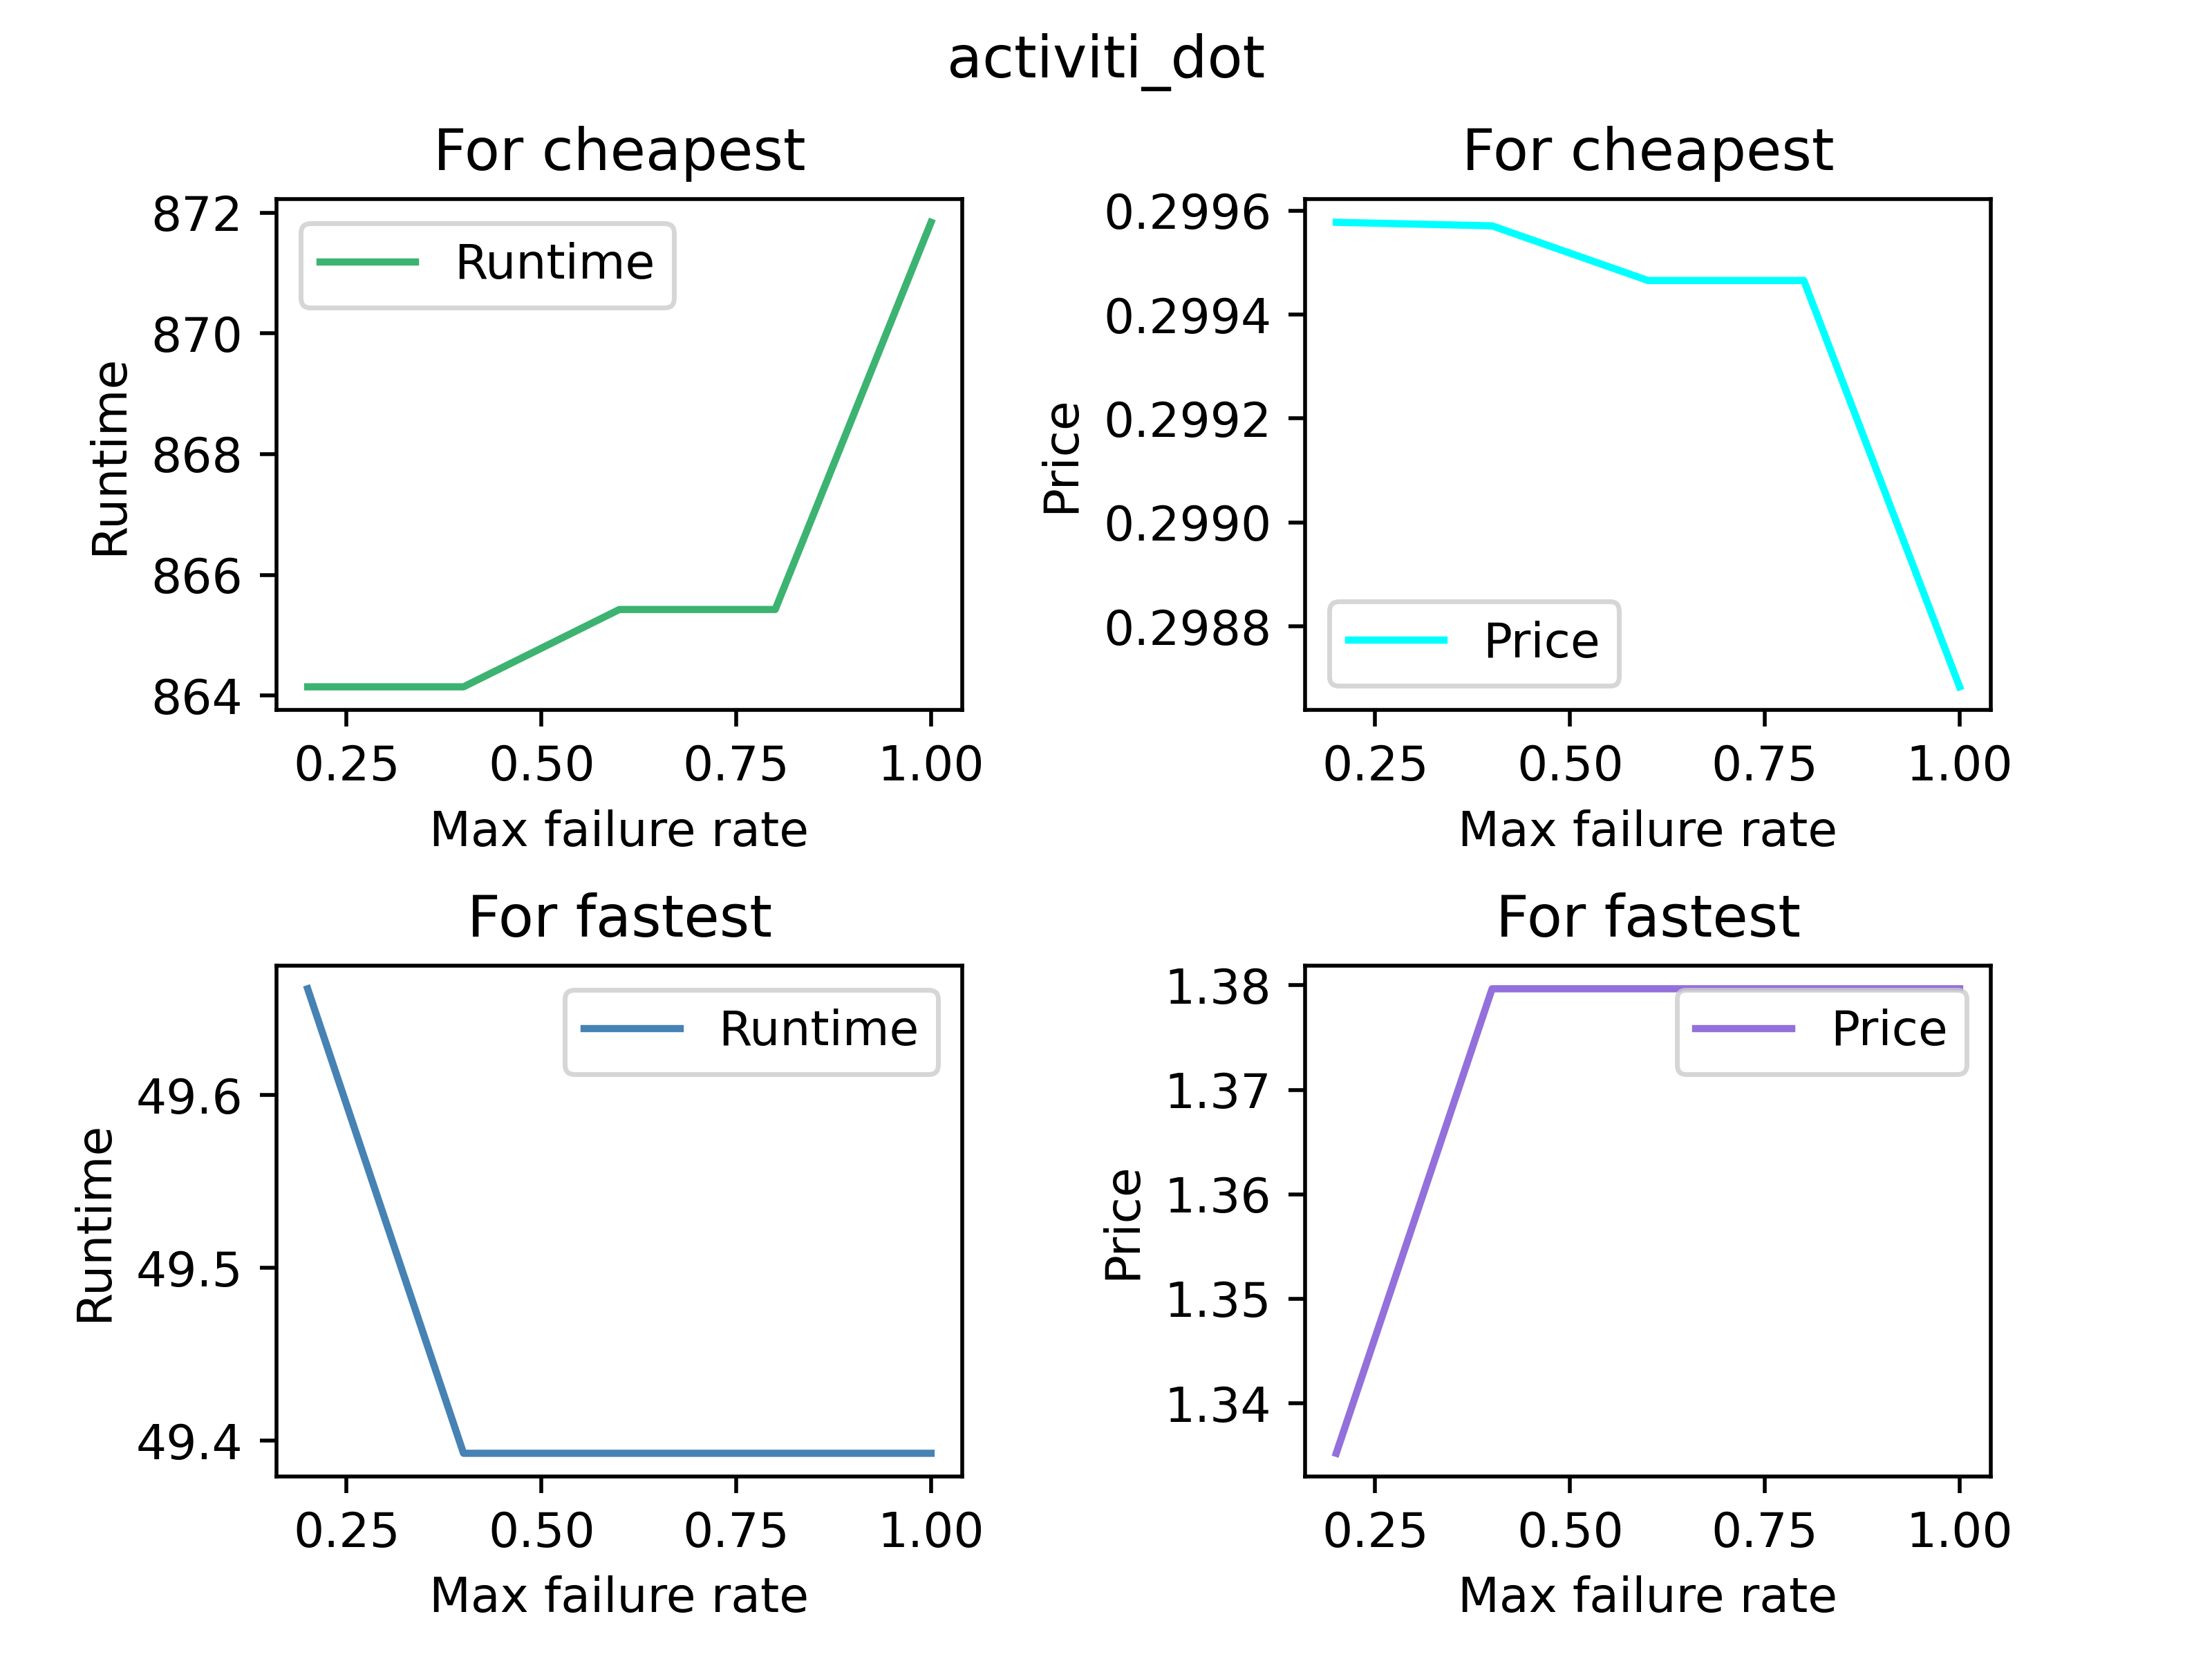 activiti_dot
For cheapest
872
870
868
866
864
Runtime
Runtime
0.25 0.50 0.75 1.00
Max failure rate
For cheapest
0.2996
0.2994
0.2992
0.2990
0.2988
Price
Price
0.25 0.50 0.75 1.00
Max failure rate
For fastest
49.6
49.5
49.4
Runtime
Runtime
0.25 0.50 0.75 1.00
Max failure rate
For fastest
1.38
1.37
1.36
1.35
1.34
Price
Price
0.25 0.50 0.75 1.00
Max failure rate